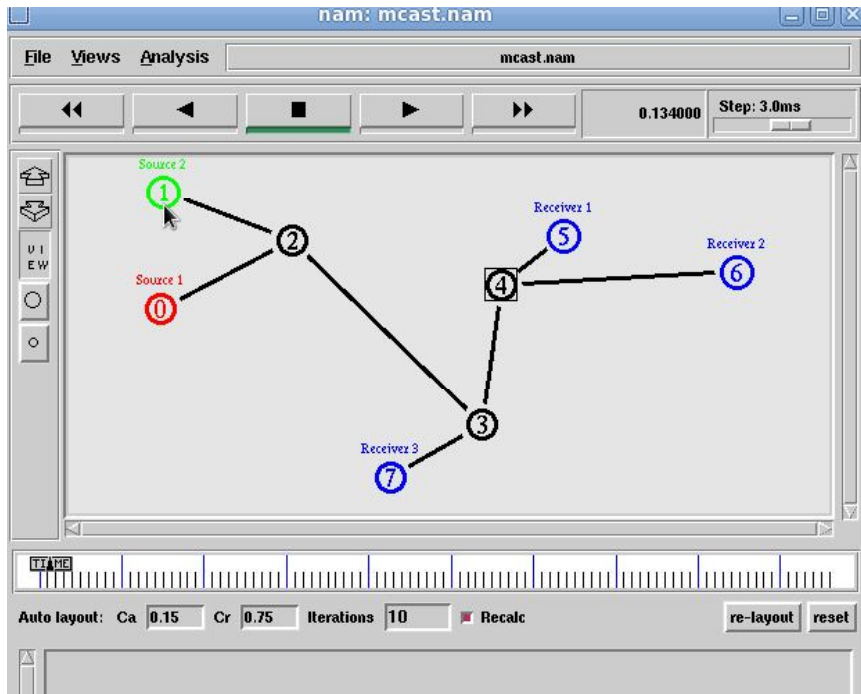 nam: mcast.nam
File Views Analysis mcast.nam
0.134000 Step: 3.0ms
Source 2
1
2
Receiver 1
5
Receiver 2
6
V I
E W
Source 1
0
4
3
Receiver 3
7
TIME
Auto layout: Ca 0.15 Cr 0.75 Iterations 10 Recalc re-layout reset